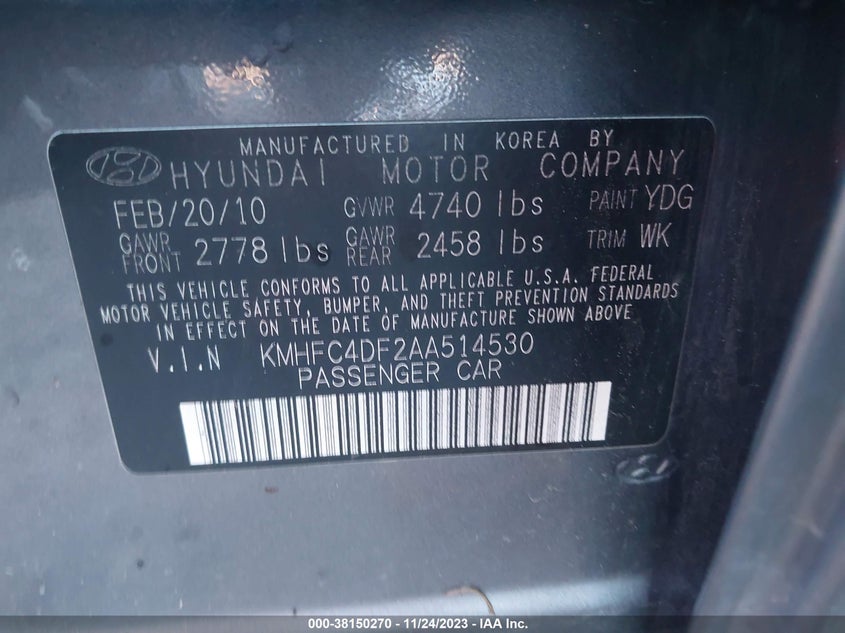 MANUFACTURED IN KOREA BY
HYUNDAI MOTOR COMPANY
FEB/20/10 GVWR 4740 lbs PAINT YDG
GAWR FRONT 2778 lbs GAWR REAR 2458 lbs TRIM WK
THIS VEHICLE CONFORMS TO ALL APPLICABLE U.S.A. FEDERAL
MOTOR VEHICLE SAFETY, BUMPER, AND THEFT PREVENTION STANDARDS
IN EFFECT ON THE DATE OF MANUFACTURE SHOWN ABOVE
V.I.N KMHFC4DF2AA514530
PASSENGER CAR
000-38150270 - 11/24/2023 - IAA Inc.